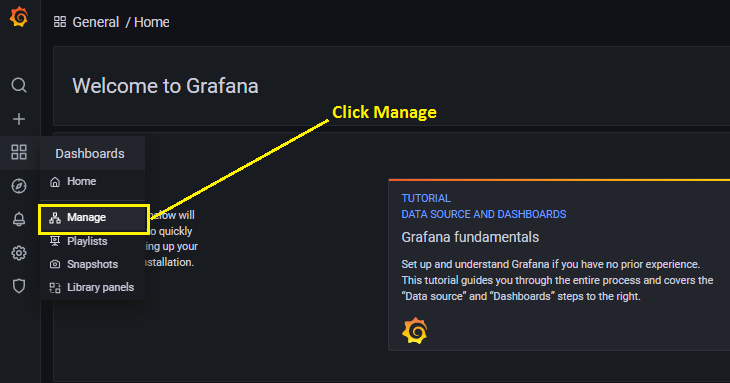 General / Home
Welcome to Grafana
Click Manage
Dashboards
Home
Manage
Playlists
Snapshots
Library panels
below will
quickly
ing up your
stallation.
TUTORIAL
DATA SOURCE AND DASHBOARDS
Grafana fundamentals
Set up and understand Grafana if you have no prior experience.
This tutorial guides you through the entire process and covers the
“Data source” and “Dashboards” steps to the right.